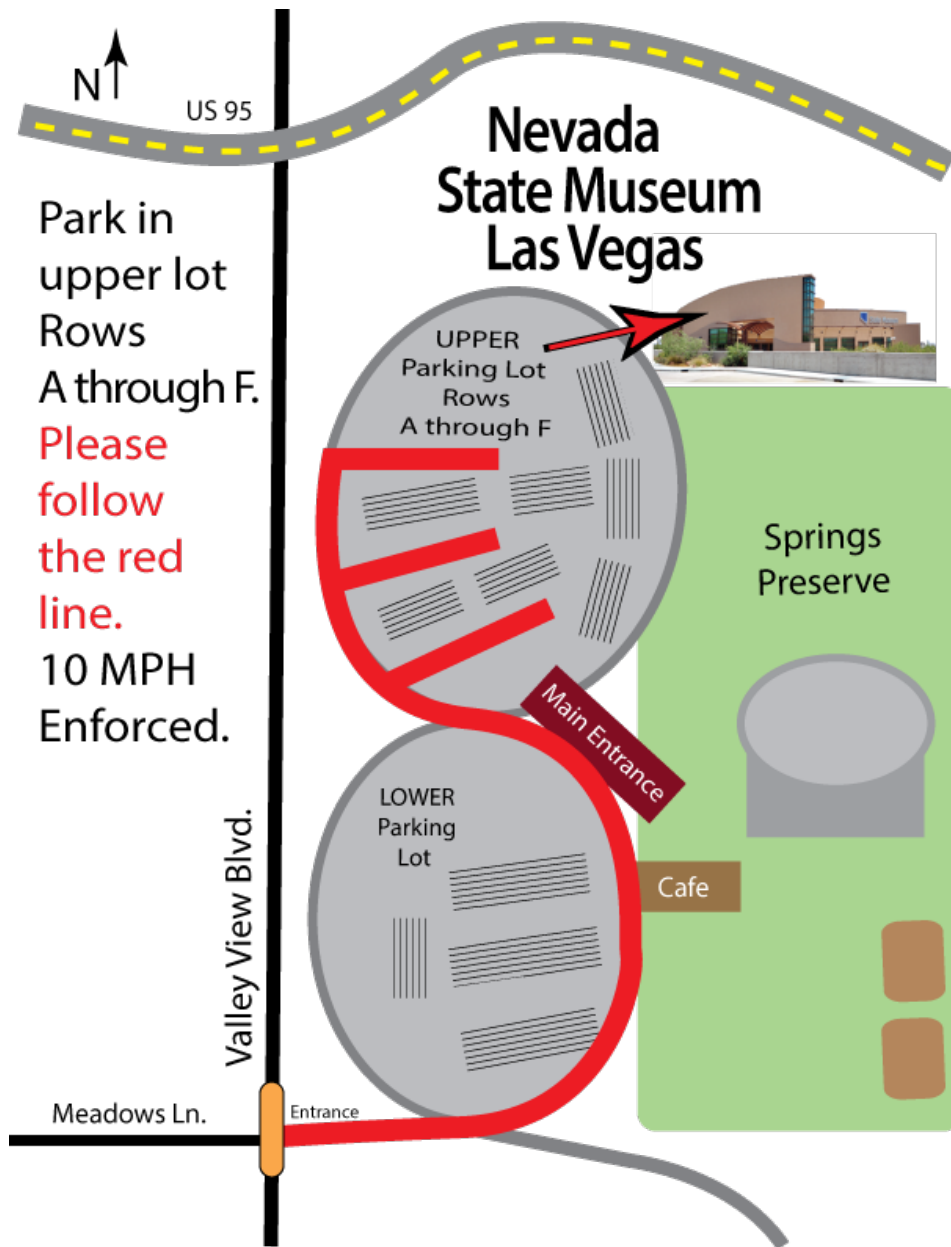 N
US 95
Nevada
State Museum
Las Vegas
Park in
upper lot
Rows
A through F.
Please
follow
the red
line.
10 MPH
Enforced.
UPPER
Parking Lot
Rows
A through F
Springs
Preserve
Main Entrance
LOWER
Parking
Lot
Cafe
Valley View Blvd.
Meadows Ln.
Entrance